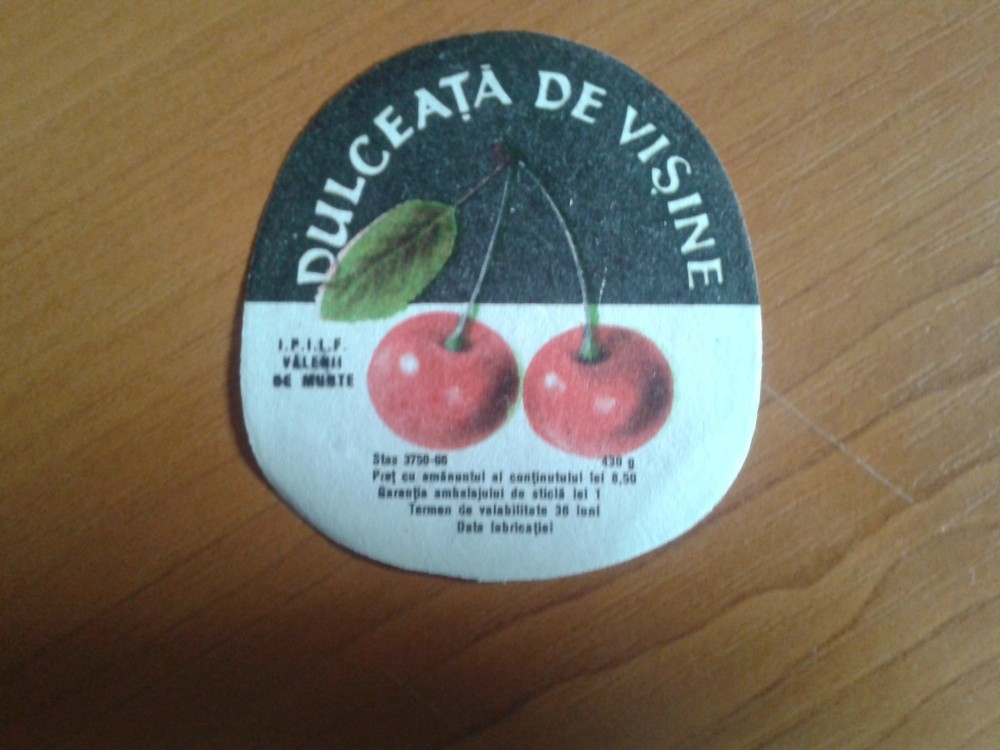 DULCEAȚĂ DE VIȘINE
I.P.I.L.F.
VĂLENII
DE MUNTE
Stas 3750-66 430 g
Preț cu amănuntul al conținutului lei 8,50
Garanția ambalajului de sticlă lei 1
Termen de valabilitate 36 luni
Data fabricației